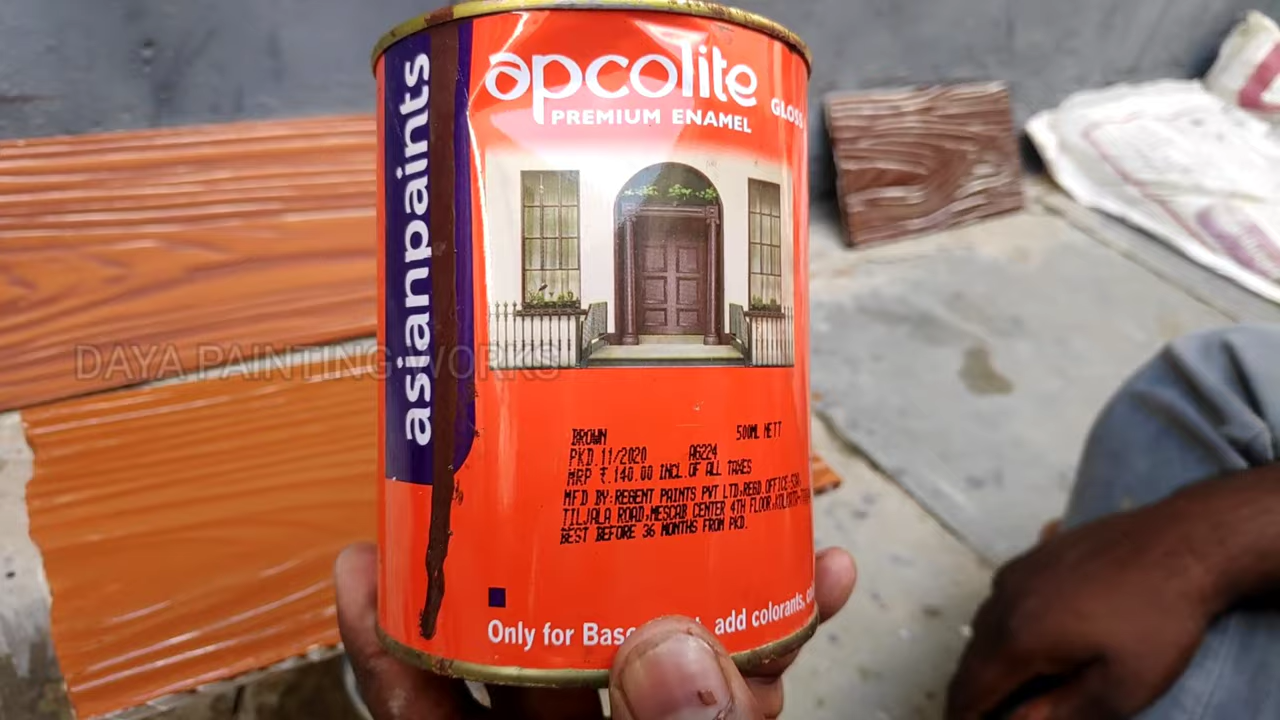 asianpaints
apcolite
PREMIUM ENAMEL
GLOSS
DAYA PAINTING WORKS
BROWN 500ML NETT
PKD.11/2020 AG224
MRP ₹.140.00 INCL.OF ALL TAXES
MFD BY:REGENT PAINTS PVT LTD,REGD.OFFICE-53A,
TILJALA ROAD,MESCAB CENTER 4TH FLOOR,KOLKATA-
BEST BEFORE 36 MONTHS FROM PKD.
Only for Bas add colorants,